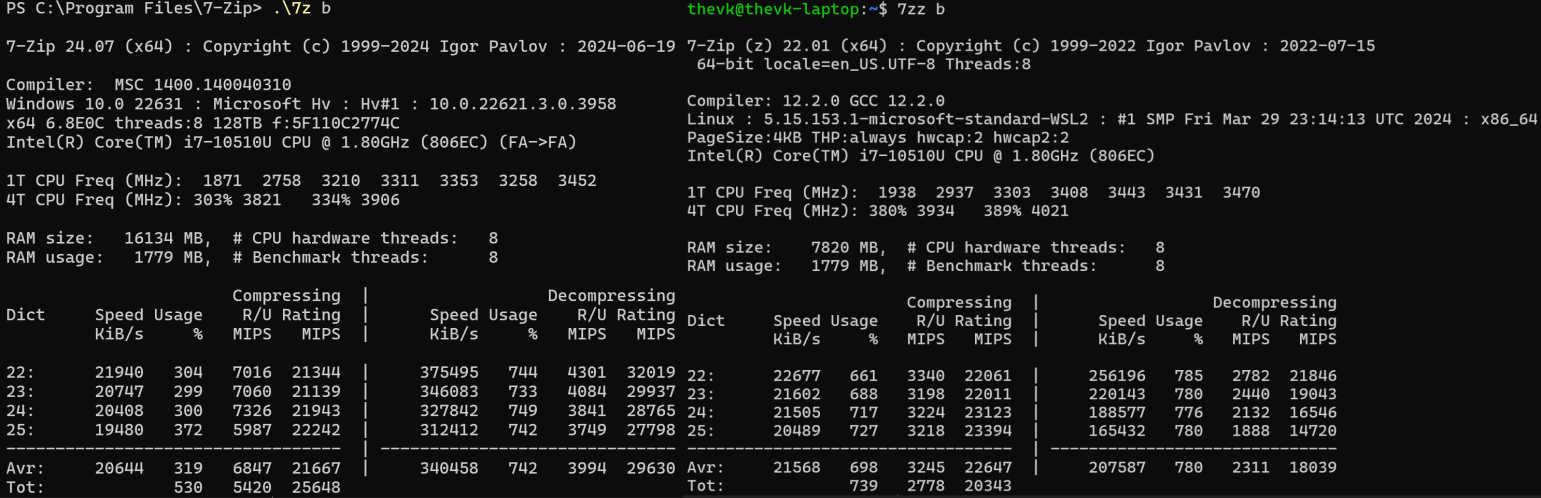 PS C:\Program Files\7-Zip> .\7z b

7-Zip 24.07 (x64) : Copyright (c) 1999-2024 Igor Pavlov : 2024-06-19

Compiler:  MSC 1400.140040310
Windows 10.0 22631 : Microsoft Hv : Hv#1 : 10.0.22621.3.0.3958
x64 6.8E0C threads:8 128TB f:5F110C2774C
Intel(R) Core(TM) i7-10510U CPU @ 1.80GHz (806EC) (FA->FA)

1T CPU Freq (MHz):  1871  2758  3210  3311  3353  3258  3452
4T CPU Freq (MHz): 303% 3821   334% 3906

RAM size:   16134 MB,  # CPU hardware threads:   8
RAM usage:   1779 MB,  # Benchmark threads:      8

                       Compressing  |                  Decompressing
Dict     Speed Usage    R/U Rating  |      Speed Usage    R/U Rating
         KiB/s     %   MIPS   MIPS  |      KiB/s     %   MIPS   MIPS

22:      21940   304   7016  21344  |     375495   744   4301  32019
23:      20747   299   7060  21139  |     346083   733   4084  29937
24:      20408   300   7326  21943  |     327842   749   3841  28765
25:      19480   372   5987  22242  |     312412   742   3749  27798
----------------------------------  | ------------------------------
Avr:     20644   319   6847  21667  |     340458   742   3994  29630
Tot:             530   5420  25648

thevk@thevk-laptop:~$ 7zz b

7-Zip (z) 22.01 (x64) : Copyright (c) 1999-2022 Igor Pavlov : 2022-07-15
 64-bit locale=en_US.UTF-8 Threads:8

Compiler: 12.2.0 GCC 12.2.0
Linux : 5.15.153.1-microsoft-standard-WSL2 : #1 SMP Fri Mar 29 23:14:13 UTC 2024 : x86_64
PageSize:4KB THP:always hwcap:2 hwcap2:2
Intel(R) Core(TM) i7-10510U CPU @ 1.80GHz (806EC)

1T CPU Freq (MHz):  1938  2937  3303  3408  3443  3431  3470
4T CPU Freq (MHz): 380% 3934   389% 4021

RAM size:    7820 MB,  # CPU hardware threads:   8
RAM usage:   1779 MB,  # Benchmark threads:      8

                       Compressing  |                  Decompressing
Dict     Speed Usage    R/U Rating  |      Speed Usage    R/U Rating
         KiB/s     %   MIPS   MIPS  |      KiB/s     %   MIPS   MIPS

22:      22677   661   3340  22061  |     256196   785   2782  21846
23:      21602   688   3198  22011  |     220143   780   2440  19043
24:      21505   717   3224  23123  |     188577   776   2132  16546
25:      20489   727   3218  23394  |     165432   780   1888  14720
----------------------------------  | ------------------------------
Avr:     21568   698   3245  22647  |     207587   780   2311  18039
Tot:             739   2778  20343